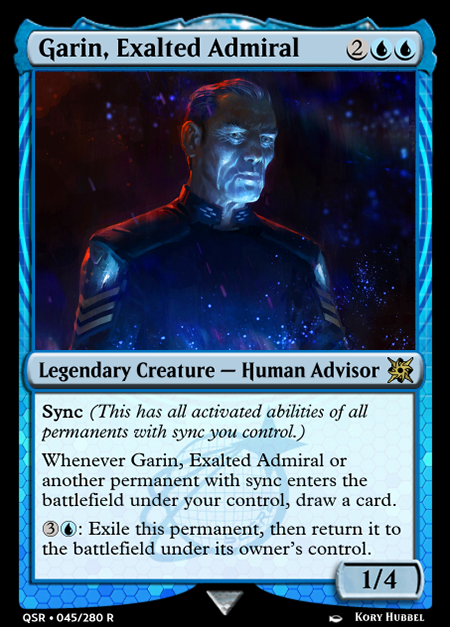 Garin, Exalted Admiral 2
Legendary Creature — Human Advisor
Sync (This has all activated abilities of all
permanents with sync you control.)
Whenever Garin, Exalted Admiral or
another permanent with sync enters the
battlefield under your control, draw a card.
3: Exile this permanent, then return it to
the battlefield under its owner's control.
1/4
QSR • 045/280 R
Kory Hubbel